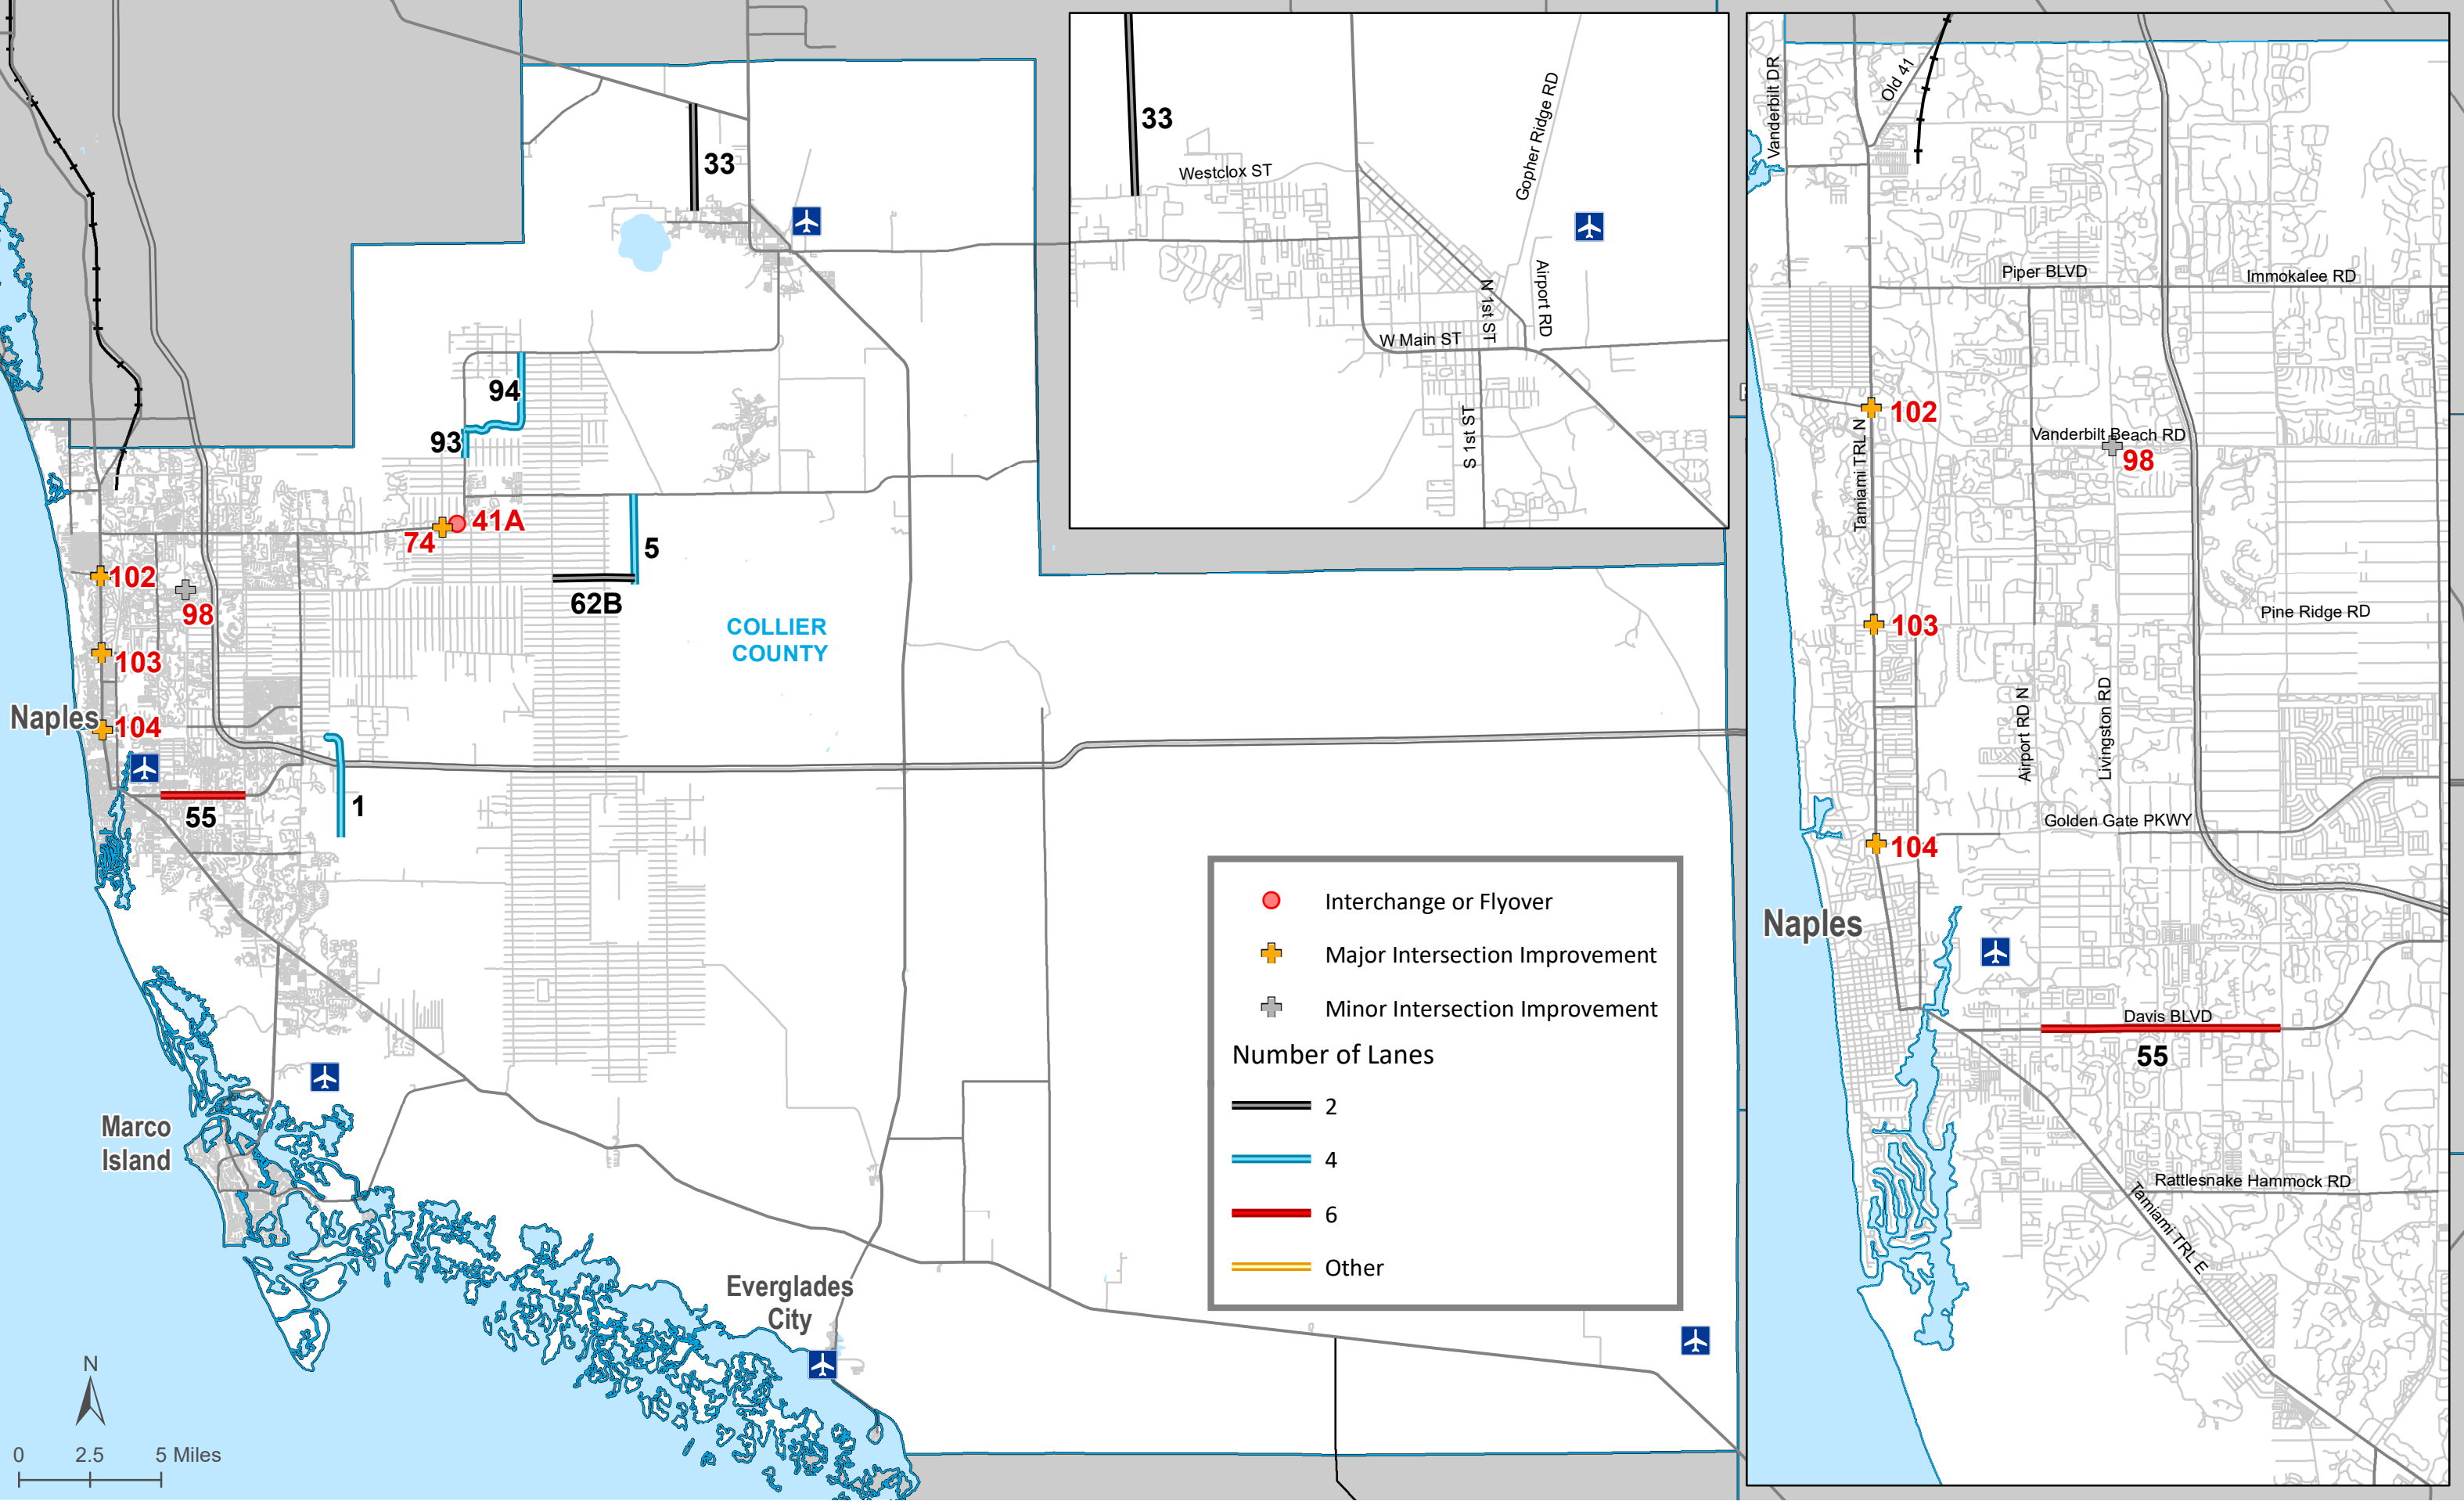 33
94
93
41A
74
5
62B
102
98
103
Naples
104
55
1
COLLIER
COUNTY
Marco
Island
Everglades
City
N
0 2.5 5 Miles
Interchange or Flyover
Major Intersection Improvement
Minor Intersection Improvement
Number of Lanes
2
4
6
Other
33
Westclox ST
Gopher Ridge RD
Airport RD
N 1st ST
W Main ST
S 1st ST
Vanderbilt DR
Old 41
Piper BLVD
Immokalee RD
102
Tamiami TRL N
Vanderbilt Beach RD
98
103
Pine Ridge RD
Airport RD N
Livingston RD
Golden Gate PKWY
104
Naples
Davis BLVD
55
Rattlesnake Hammock RD
Tamiami TRL E